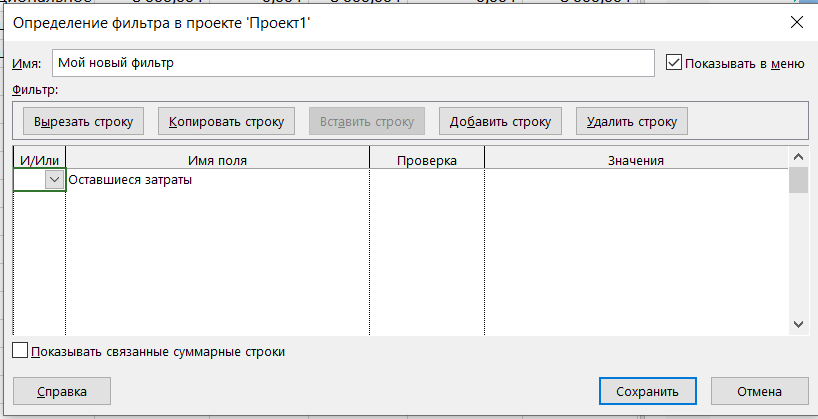 Определение фильтра в проекте 'Проект1'
Имя: Мой новый фильтр Показывать в меню
Фильтр:
Вырезать строку Копировать строку Вставить строку Добавить строку Удалить строку
И/Или Имя поля Проверка Значения
Оставшиеся затраты
Показывать связанные суммарные строки
Справка Сохранить Отмена